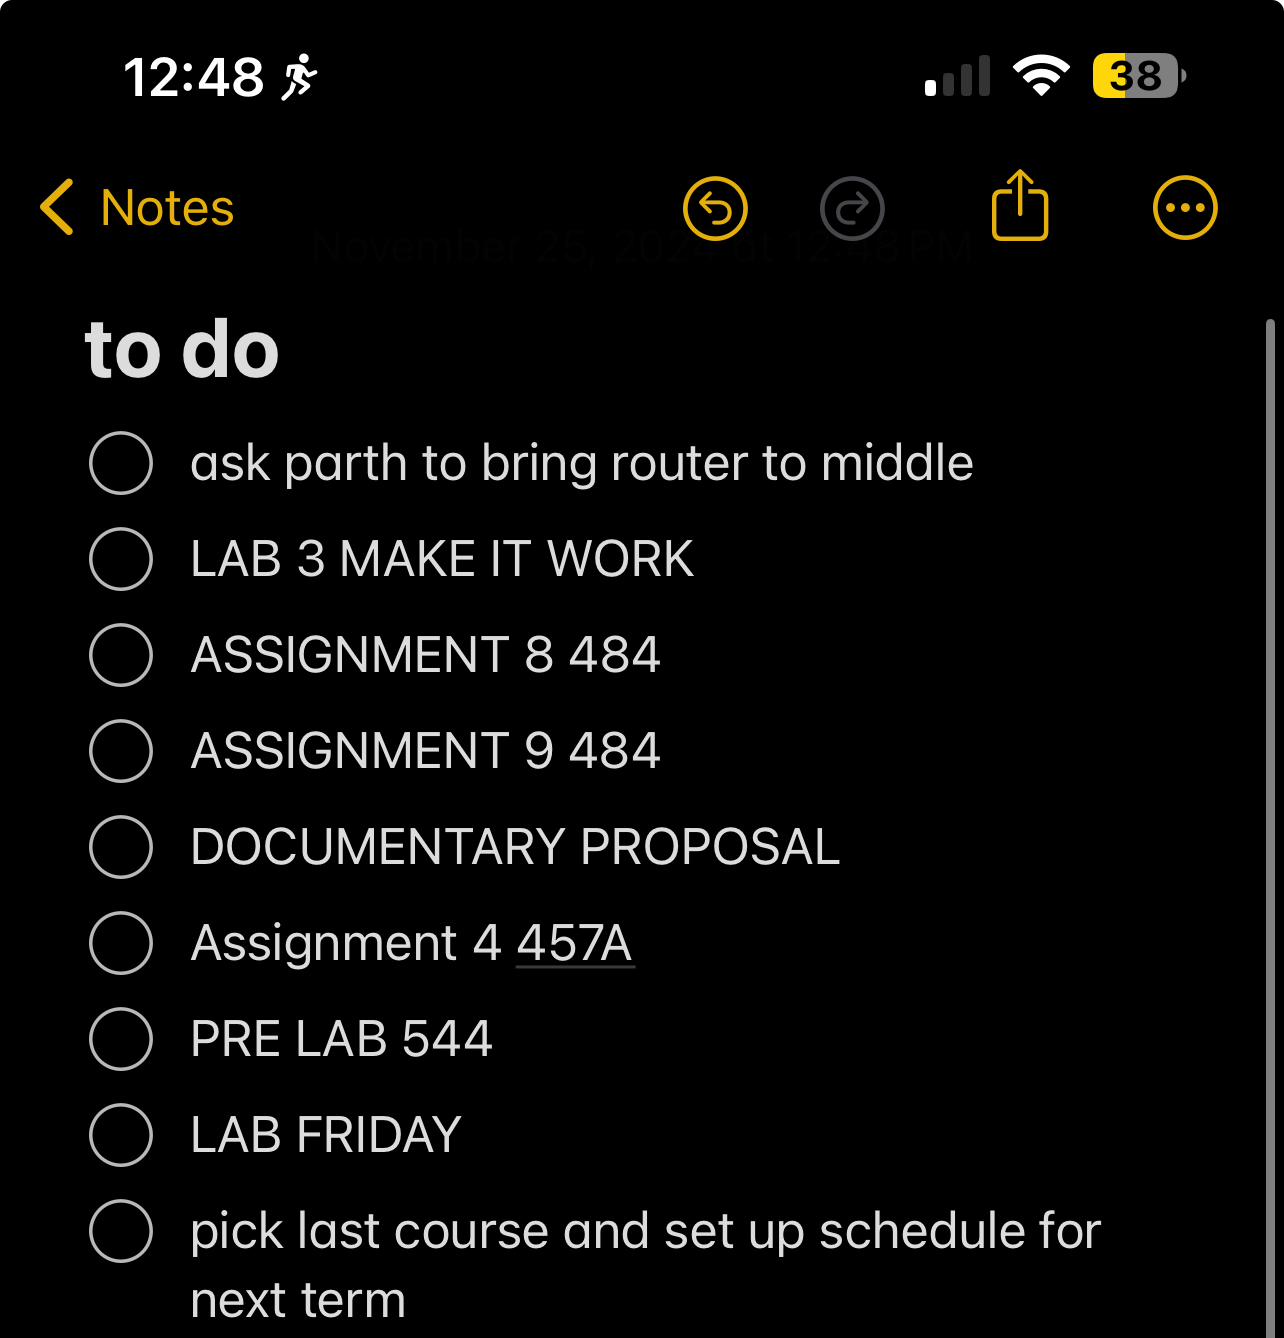 12:48
38
Notes
November 25, 2024 at 12:48 PM
to do
ask parth to bring router to middle
LAB 3 MAKE IT WORK
ASSIGNMENT 8 484
ASSIGNMENT 9 484
DOCUMENTARY PROPOSAL
Assignment 4 457A
PRE LAB 544
LAB FRIDAY
pick last course and set up schedule for
next term